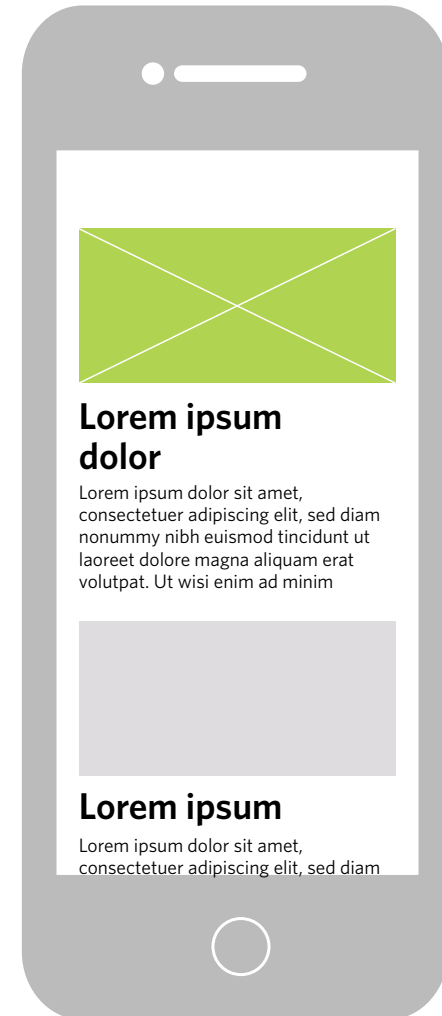 Lorem ipsum
dolor
Lorem ipsum dolor sit amet,
consectetuer adipiscing elit, sed diam
nonummy nibh euismod tincidunt ut
laoreet dolore magna aliquam erat
volutpat. Ut wisi enim ad minim
Lorem ipsum
Lorem ipsum dolor sit amet,
consectetuer adipiscing elit, sed diam